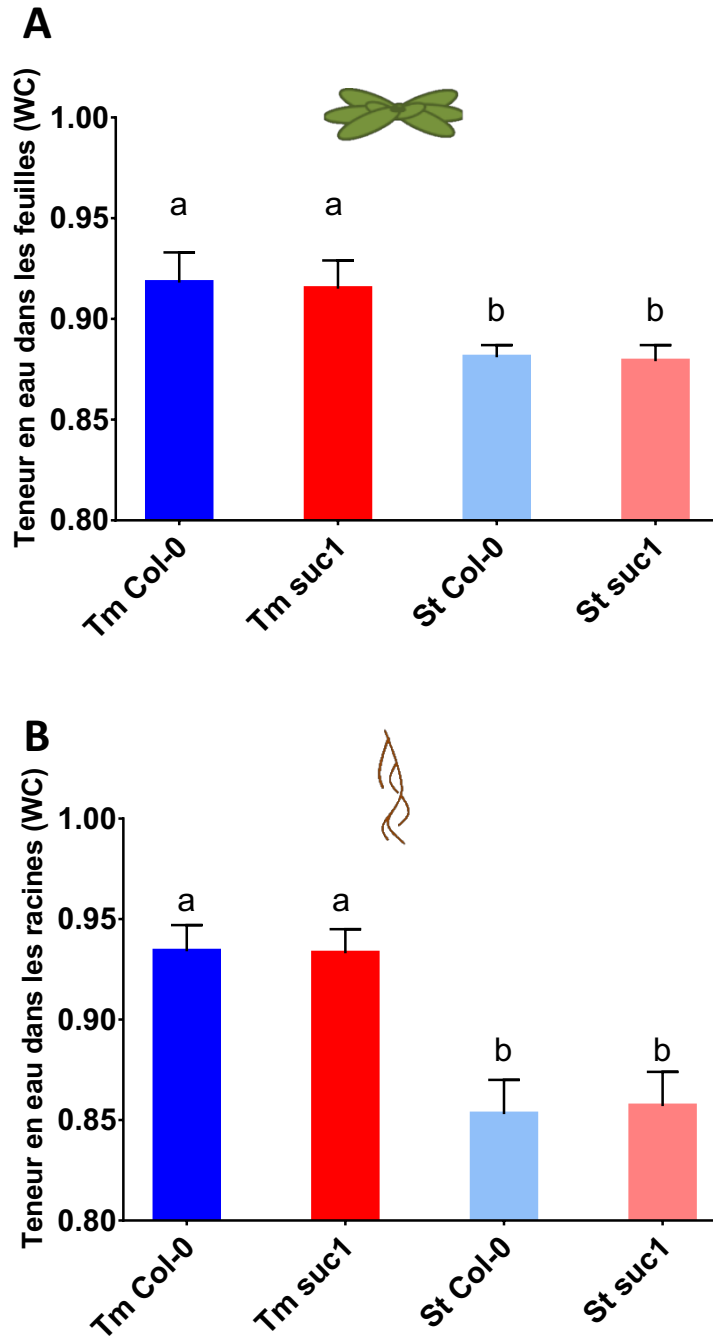 A
Teneur en eau dans les feuilles (WC)
1.00
0.95
0.90
0.85
0.80
a
a
b
b
Tm Col-0
Tm suc1
St Col-0
St suc1
B
Teneur en eau dans les racines (WC)
1.00
0.95
0.90
0.85
0.80
a
a
b
b
Tm Col-0
Tm suc1
St Col-0
St suc1